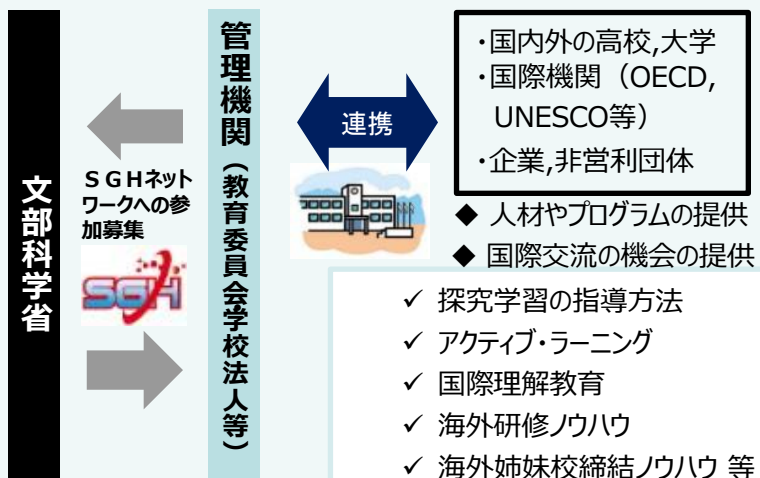 文部科学省
SGHネット
ワークへの参
加募集
SGH
管理機関（教育委員会学校法人等）
連携
・国内外の高校,大学
・国際機関（OECD,
UNESCO等）
・企業,非営利団体
◆ 人材やプログラムの提供
◆ 国際交流の機会の提供
✓ 探究学習の指導方法
✓ アクティブ・ラーニング
✓ 国際理解教育
✓ 海外研修ノウハウ
✓ 海外姉妹校締結ノウハウ 等